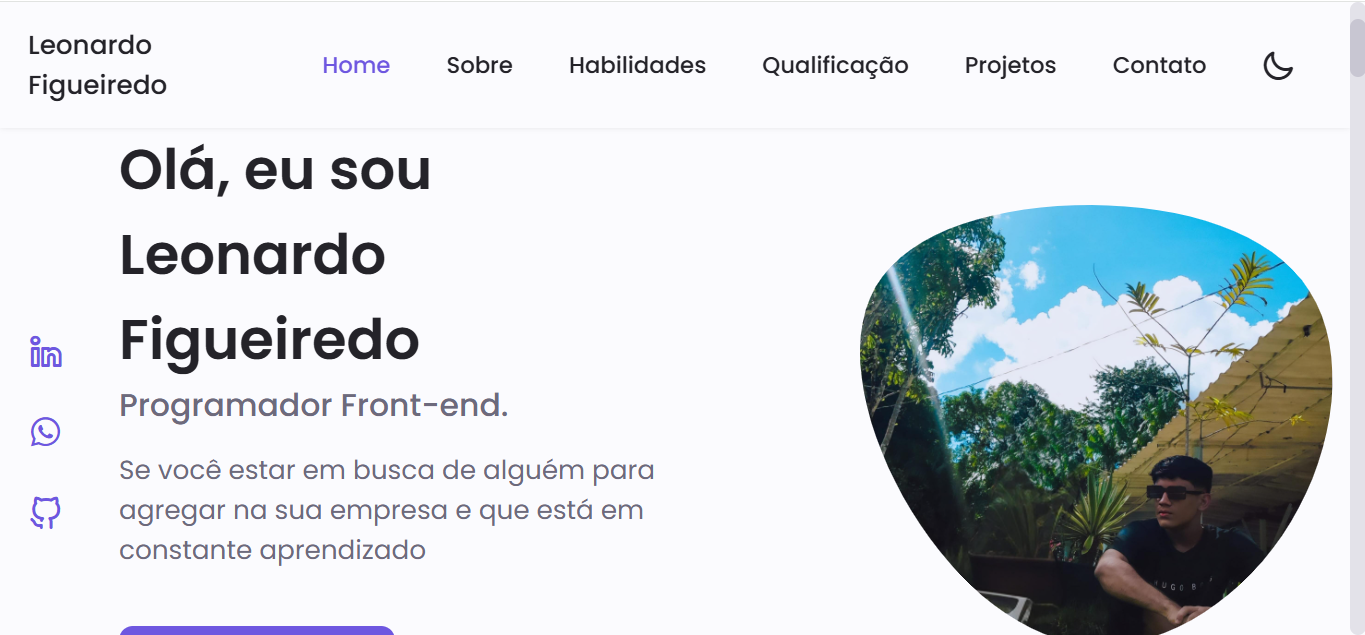 Leonardo
Figueiredo
Home Sobre Habilidades Qualificação Projetos Contato
Olá, eu sou
Leonardo
Figueiredo
Programador Front-end.
Se você estar em busca de alguém para
agregar na sua empresa e que está em
constante aprendizado